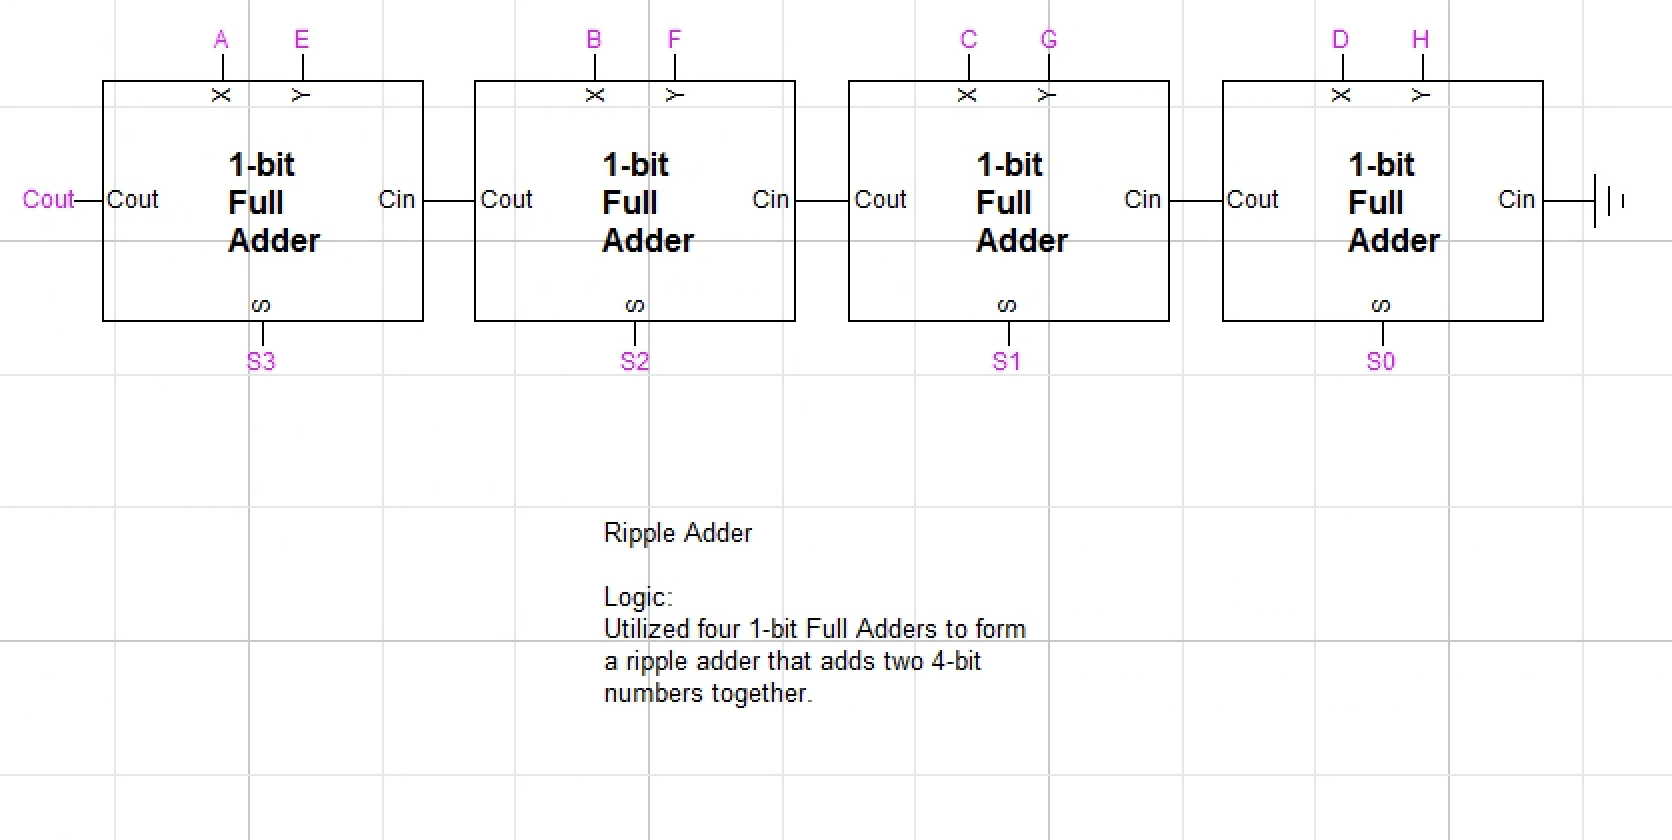 A E B F C G D H
X Y X Y X Y X Y
1-bit 1-bit 1-bit 1-bit
Cout Cout Full Cin Cout Full Cin Cout Full Cin Cout Full Cin
Adder Adder Adder Adder
S S S S
S3 S2 S1 S0
Ripple Adder
Logic:
Utilized four 1-bit Full Adders to form
a ripple adder that adds two 4-bit
numbers together.